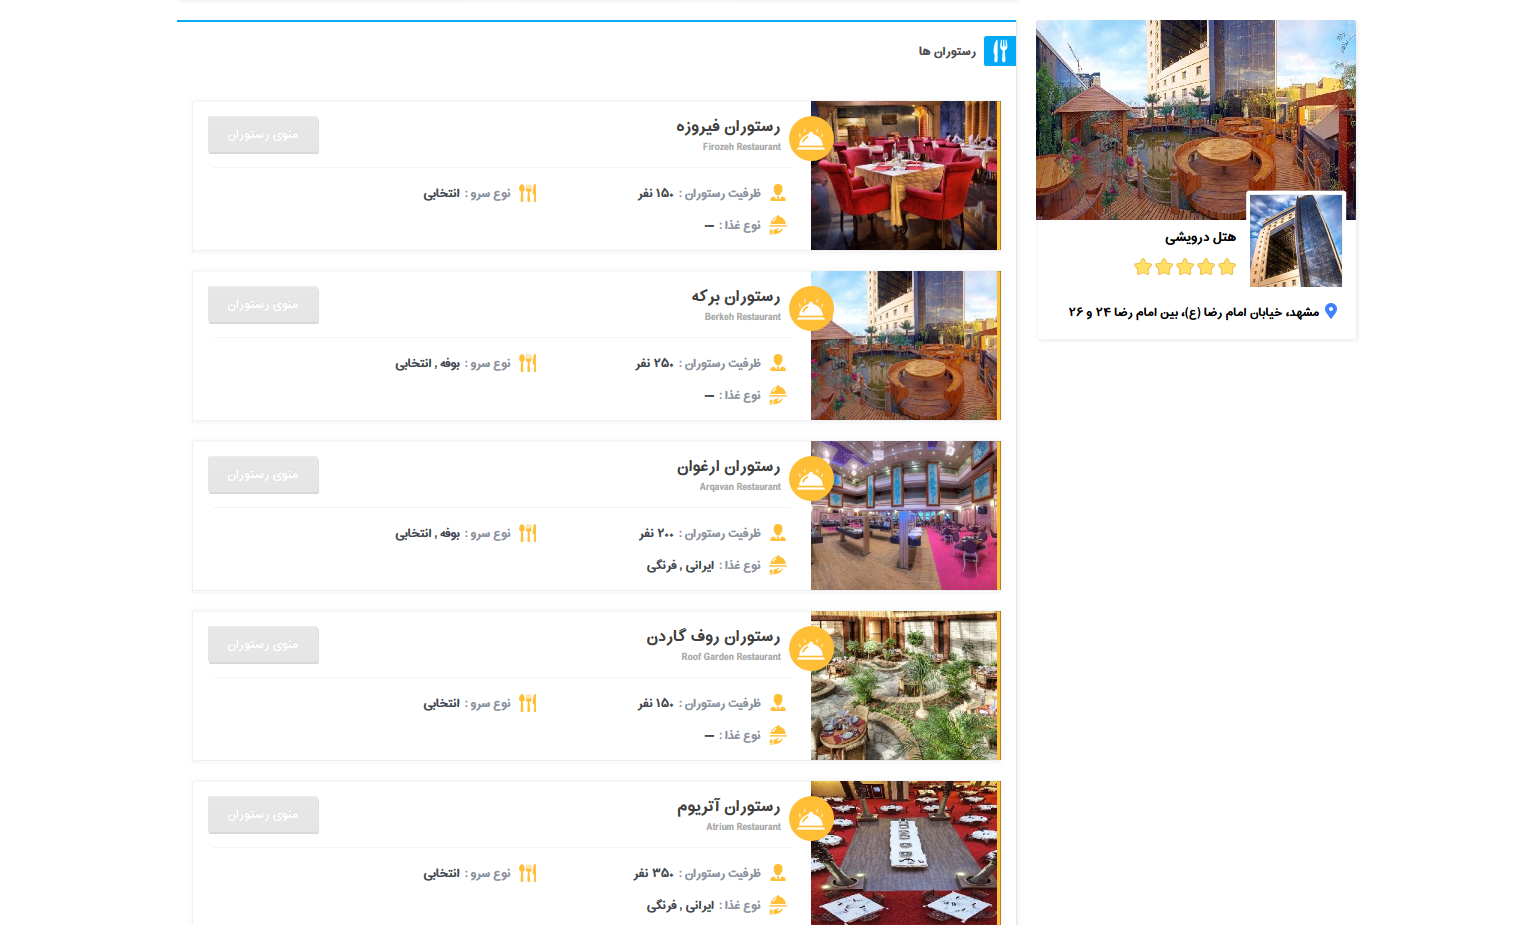 رستوران ها
رستوران فیروزه
Firozeh Restaurant
منوی رستوران
ظرفیت رستوران : ۱۵۰ نفر
نوع سرو : انتخابی
نوع غذا : ---
رستوران برکه
Berkeh Restaurant
منوی رستوران
ظرفیت رستوران : ۲۵۰ نفر
نوع سرو : بوفه , انتخابی
نوع غذا : ---
رستوران ارغوان
Arqavan Restaurant
منوی رستوران
ظرفیت رستوران : ۲۰۰ نفر
نوع سرو : بوفه , انتخابی
نوع غذا : ایرانی , فرنگی
رستوران روف گاردن
Roof Garden Restaurant
منوی رستوران
ظرفیت رستوران : ۱۵۰ نفر
نوع سرو : انتخابی
نوع غذا : ---
رستوران آتریوم
Atrium Restaurant
منوی رستوران
ظرفیت رستوران : ۳۵۰ نفر
نوع سرو : انتخابی
نوع غذا : ایرانی , فرنگی
هتل درویشی
مشهد، خیابان امام رضا (ع)، بین امام رضا ۲۴ و ۲۶